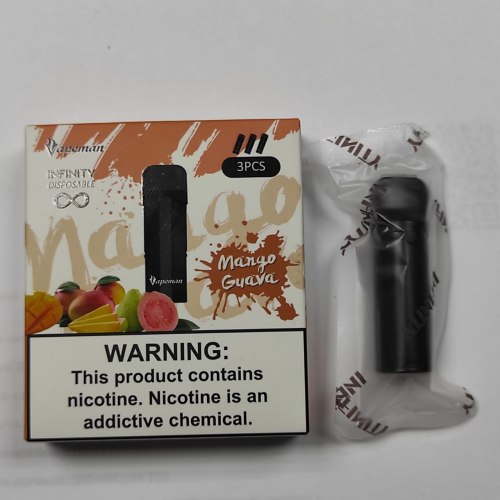 Vapeman
3PCS
INFINITY
DISPOSABLE
Mango
Vapeman
Mango
Guava
WARNING:
This product contains
nicotine. Nicotine is an
addictive chemical.
INFINITY
INFINITY